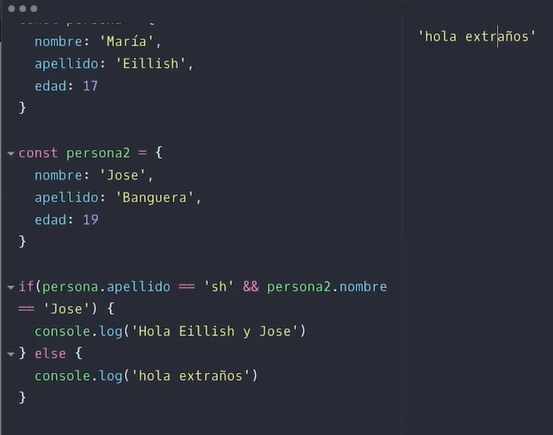 nombre: 'María',
apellido: 'Eillish',
edad: 17
}
const persona2 = {
nombre: 'Jose',
apellido: 'Banguera',
edad: 19
}
if(persona.apellido == 'sh' && persona2.nombre
== 'Jose') {
console.log('Hola Eillish y Jose')
} else {
console.log('hola extraños')
}
'hola extraños'